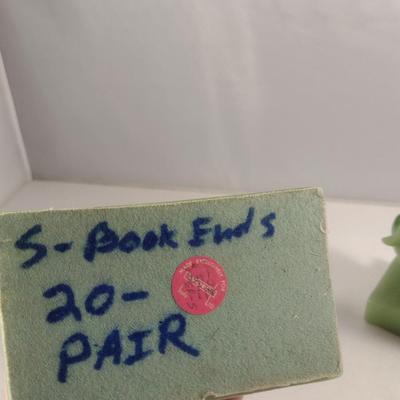 S-Book Ends
20-
PAIR